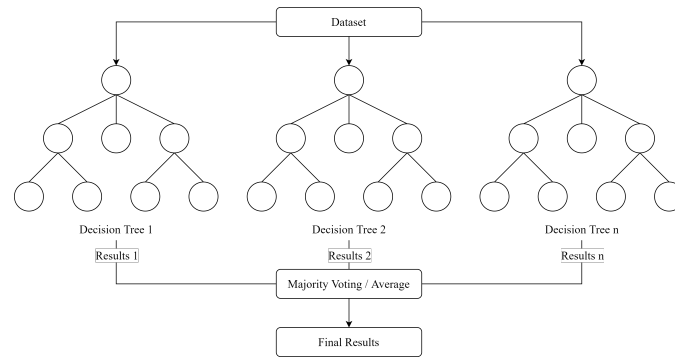 Dataset
Decision Tree 1
Decision Tree 2
Decision Tree n
Results 1
Results 2
Results n
Majority Voting / Average
Final Results